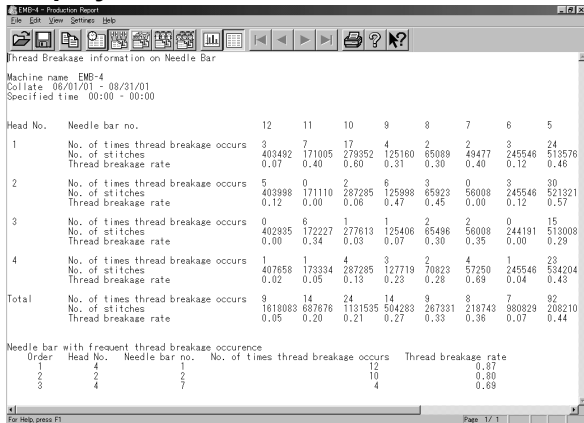 EMB-4 - Production Report
File Edit View Settings Help
Thread Breakage information on Needle Bar
Machine name EMB-4
Collate 06/01/01 - 08/31/01
Specified time 00:00 - 00:00
Head No. Needle bar no. 12 11 10 9 8 7 6 5
1 No. of times thread breakage occurs 3 7 17 4 2 2 3 24
No. of stitches 403492 171005 279352 125160 65089 49477 245546 513576
Thread breakage rate 0.07 0.40 0.60 0.31 0.30 0.40 0.12 0.46
2 No. of times thread breakage occurs 5 0 2 6 3 0 3 30
No. of stitches 403998 171110 287285 125998 65923 56008 245546 521321
Thread breakage rate 0.12 0.00 0.06 0.47 0.45 0.00 0.12 0.57
3 No. of times thread breakage occurs 0 6 1 1 2 2 0 15
No. of stitches 402935 172227 277613 125406 65496 56008 244191 513008
Thread breakage rate 0.00 0.34 0.03 0.07 0.30 0.35 0.00 0.29
4 No. of times thread breakage occurs 1 1 4 3 2 4 1 23
No. of stitches 407658 173334 287285 127719 70823 57250 245546 534204
Thread breakage rate 0.02 0.05 0.13 0.23 0.28 0.69 0.04 0.43
Total No. of times thread breakage occurs 9 14 24 14 9 8 7 92
No. of stitches 1618083 687676 1131535 504283 267331 218743 980829 208210
Thread breakage rate 0.05 0.20 0.21 0.27 0.33 0.36 0.07 0.44
Needle bar with frequent thread breakage occurence
Order Head No. Needle bar no. No. of times thread breakage occurs Thread breakage rate
1 4 1 12 0.87
2 2 2 10 0.80
3 4 7 4 0.69
For Help, press F1 Page 1/ 1